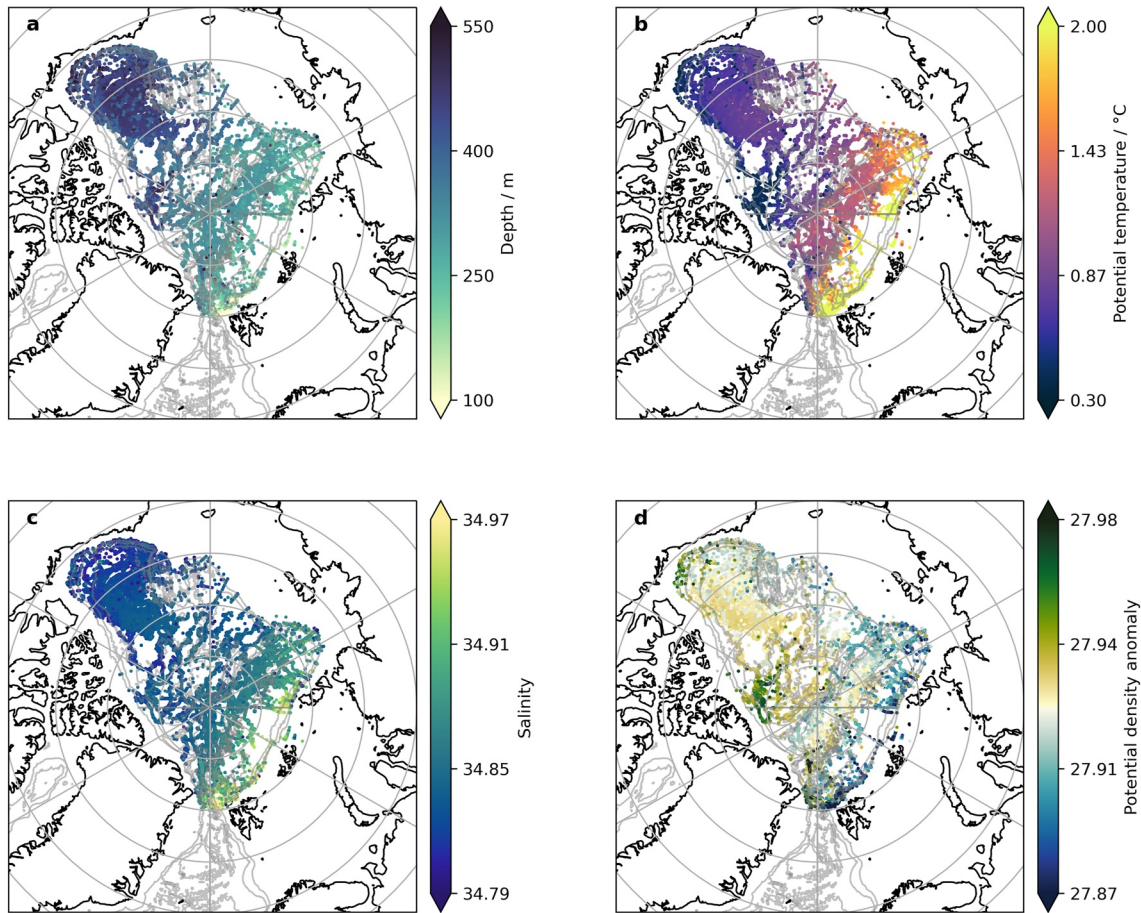 a
550
400
250
100
Depth / m
b
2.00
1.43
0.87
0.30
Potential temperature / °C
c
34.97
34.91
34.85
34.79
Salinity
d
27.98
27.94
27.91
27.87
Potential density anomaly